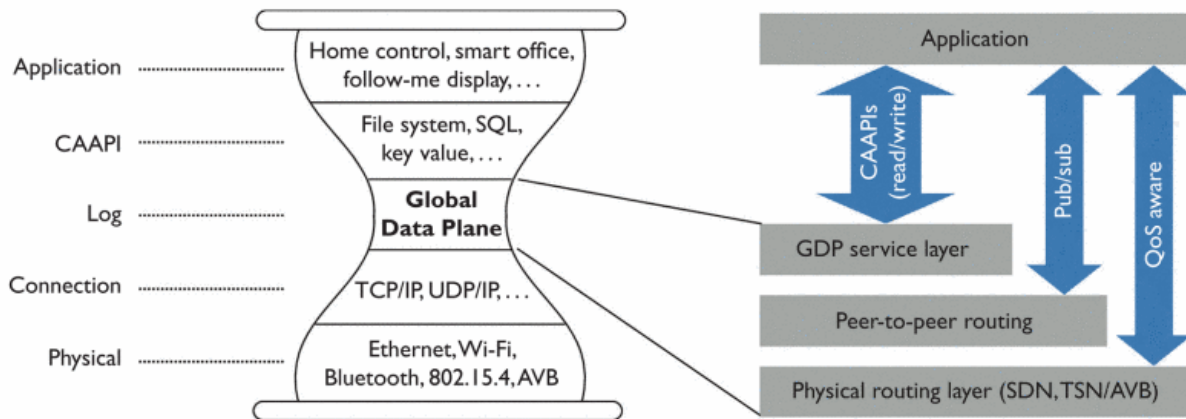 Application
CAAPI
Log
Connection
Physical
Home control, smart office,
follow-me display, . . .
File system, SQL,
key value, . . .
Global
Data Plane
TCP/IP, UDP/IP, . . .
Ethernet, Wi-Fi,
Bluetooth, 802.15.4, AVB
Application
CAAPIs
(read/write)
Pub/sub
QoS aware
GDP service layer
Peer-to-peer routing
Physical routing layer (SDN, TSN/AVB)